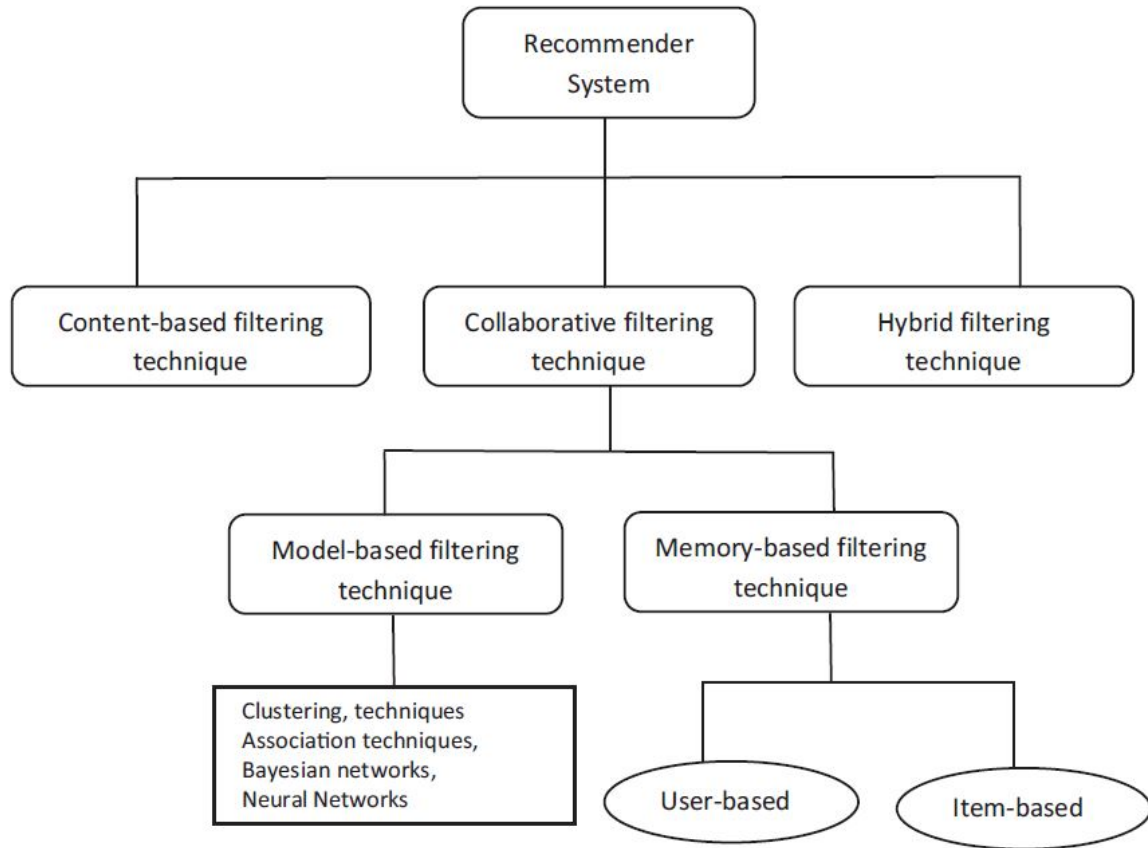 Recommender
System
Content-based filtering
technique
Collaborative filtering
technique
Hybrid filtering
technique
Model-based filtering
technique
Memory-based filtering
technique
Clustering, techniques
Association techniques,
Bayesian networks,
Neural Networks
User-based
Item-based